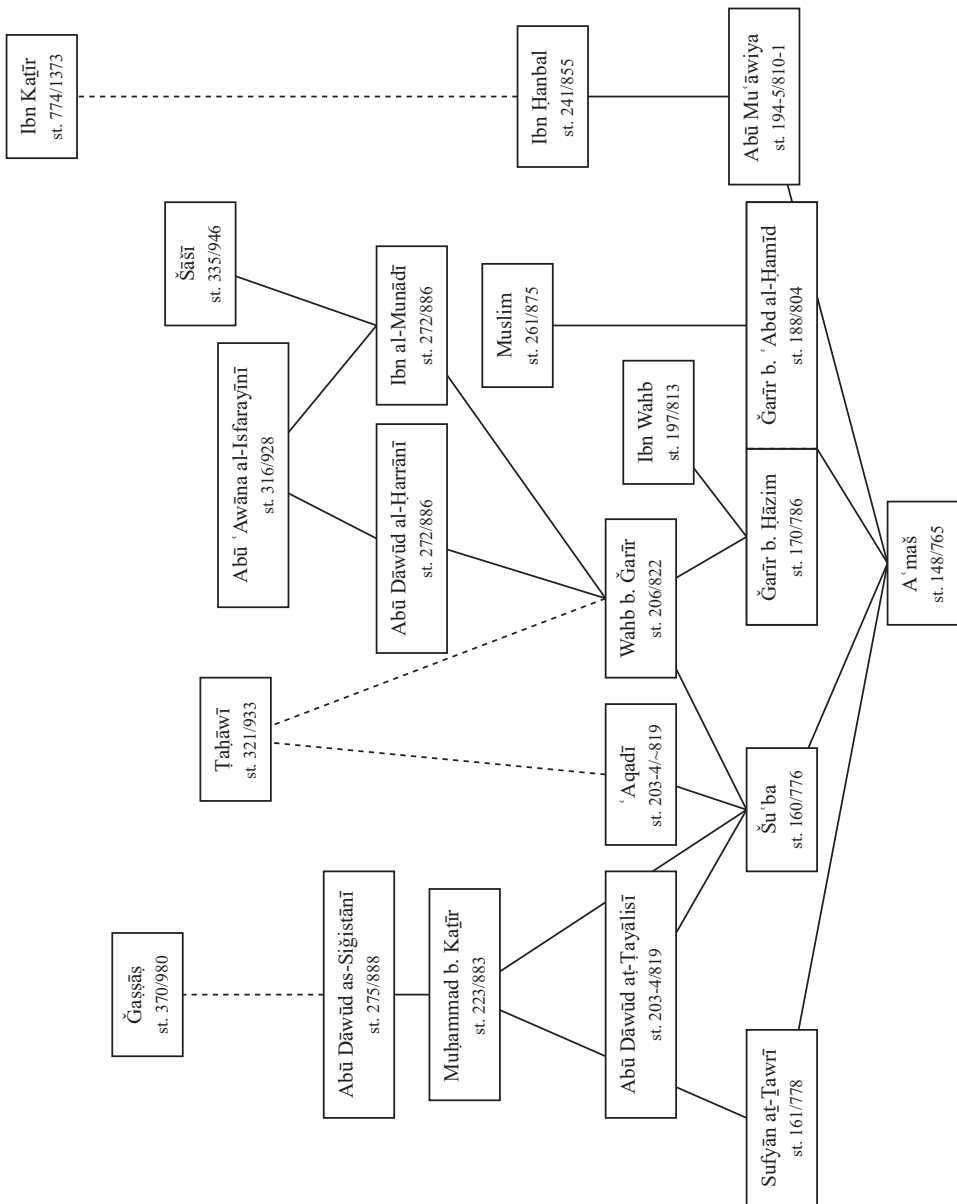 Ibn Kaṯīr
st. 774/1373
Ibn Ḥanbal
st. 241/855
Abū Muʿāwiya
st. 194-5/810-1
Šāšī
st. 335/946
Abū ʿAwāna al-Isfarayīnī
st. 316/928
Ibn al-Munādī
st. 272/886
Muslim
st. 261/875
Abū Dāwūd al-Ḥarrānī
st. 272/886
Ibn Wahb
st. 197/813
Ǧarīr b. ʿAbd al-Ḥamīd
st. 188/804
Ǧarīr b. Ḥāzim
st. 170/786
Wahb b. Ǧarīr
st. 206/822
Aʿmaš
st. 148/765
Ṭaḥāwī
st. 321/933
ʿAqadī
st. 203-4/~819
Šuʿba
st. 160/776
Ǧaṣṣāṣ
st. 370/980
Abū Dāwūd as-Siǧistānī
st. 275/888
Muḥammad b. Kaṯīr
st. 223/883
Abū Dāwūd aṭ-Ṭayālisī
st. 203-4/819
Sufyān aṯ-Ṯawrī
st. 161/778